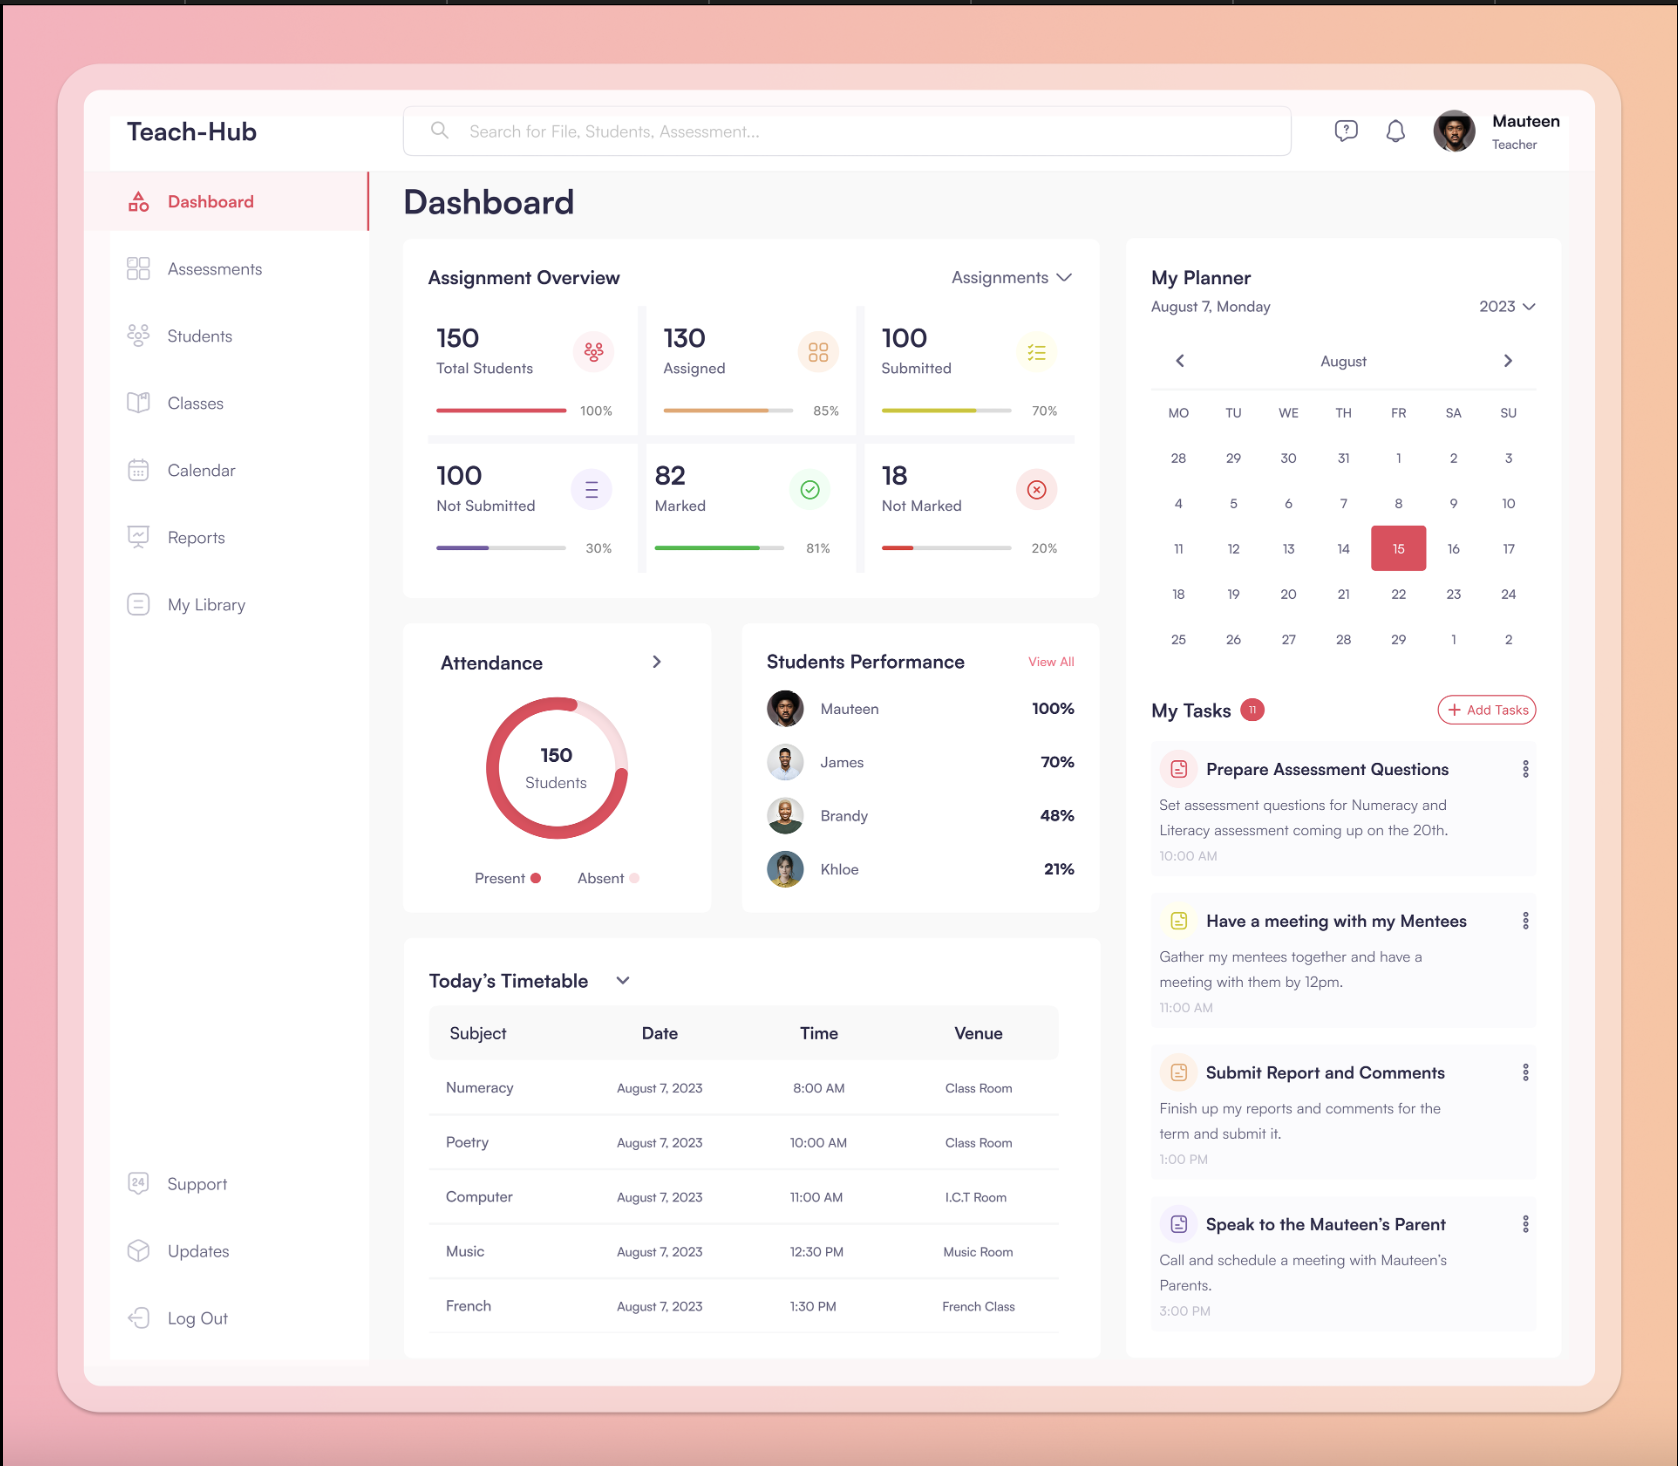 Teach-Hub
Search for File, Students, Assessment...
Mauteen
Teacher
Dashboard
Assessments
Students
Classes
Calendar
Reports
My Library
24
Support
Updates
Log Out
Dashboard
Assignment Overview
Assignments
150
Total Students
100%
130
Assigned
85%
100
Submitted
70%
100
Not Submitted
30%
82
Marked
81%
18
Not Marked
20%
Attendance
150
Students
Present
Absent
Students Performance
View All
Mauteen 100%
James 70%
Brandy 48%
Khloe 21%
Today's Timetable
Subject Date Time Venue
Numeracy August 7, 2023 8:00 AM Class Room
Poetry August 7, 2023 10:00 AM Class Room
Computer August 7, 2023 11:00 AM I.C.T Room
Music August 7, 2023 12:30 PM Music Room
French August 7, 2023 1:30 PM French Class
My Planner
August 7, Monday
2023
August
MO TU WE TH FR SA SU
28 29 30 31 1 2 3
4 5 6 7 8 9 10
11 12 13 14 15 16 17
18 19 20 21 22 23 24
25 26 27 28 29 1 2
My Tasks 11
+ Add Tasks
Prepare Assessment Questions
Set assessment questions for Numeracy and
Literacy assessment coming up on the 20th.
10:00 AM
Have a meeting with my Mentees
Gather my mentees together and have a
meeting with them by 12pm.
11:00 AM
Submit Report and Comments
Finish up my reports and comments for the
term and submit it.
1:00 PM
Speak to the Mauteen's Parent
Call and schedule a meeting with Mauteen's
Parents.
3:00 PM